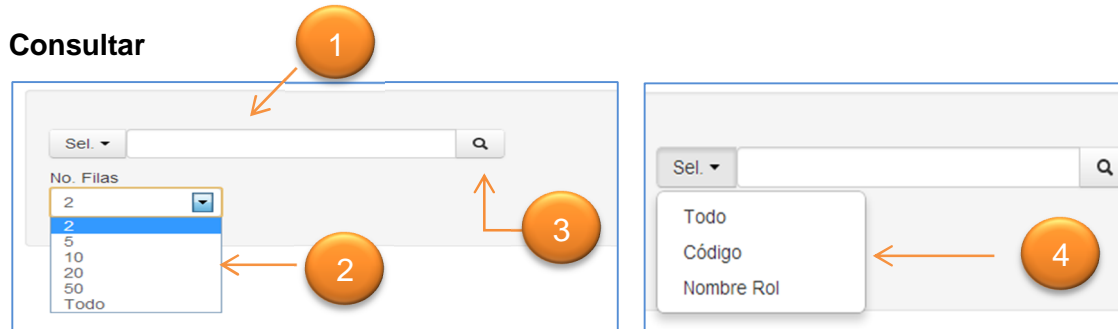 Consultar
1
Sel.
No. Filas
2
2
5
10
20
50
Todo
2
3
Sel.
Todo
Código
Nombre Rol
4